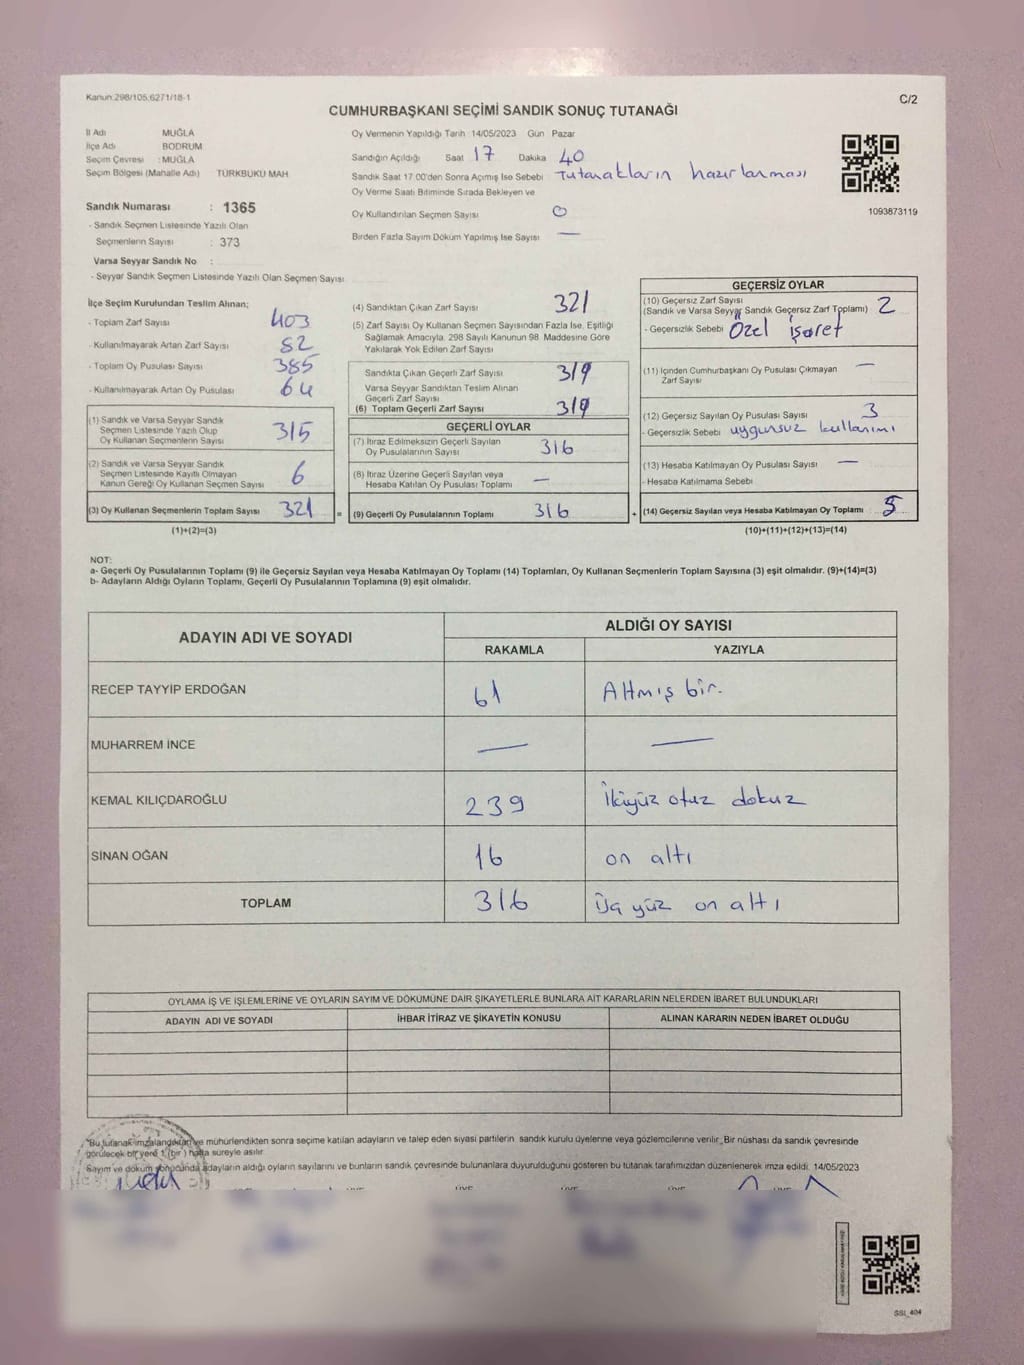 Kanun:298/105,6271/18-1
C/2
CUMHURBAŞKANI SEÇİMİ SANDIK SONUÇ TUTANAĞI
İl Adı MUĞLA
İlçe Adı BODRUM
Seçim Çevresi : MUĞLA
Seçim Bölgesi (Mahalle Adı) TÜRKBÜKÜ MAH.
Sandık Numarası : 1365
- Sandık Seçmen Listesinde Yazılı Olan
Seçmenlerin Sayısı : 373
Varsa Seyyar Sandık No :
- Seyyar Sandık Seçmen Listesinde Yazılı Olan Seçmen Sayısı:
Oy Vermenin Yapıldığı Tarih 14/05/2023 Gün Pazar
Sandığın Açıldığı Saat 17 Dakika 40
Sandık Saat 17.00'den Sonra Açımış İse Sebebi Tutanakların hazırlanması
Oy Verme Saati Bitiminde Sırada Bekleyen ve
Oy Kullandırılan Seçmen Sayısı 0
Birden Fazla Sayım Döküm Yapılmış İse Sayısı —
1093873119
İlçe Seçim Kurulundan Teslim Alınan;
- Toplam Zarf Sayısı 403
- Kullanılmayarak Artan Zarf Sayısı 82
- Toplam Oy Pusulası Sayısı 385
- Kullanılmayarak Artan Oy Pusulası 64
(1) Sandık ve Varsa Seyyar Sandık
Seçmen Listesinde Yazılı Olup
Oy Kullanan Seçmenlerin Sayısı 315
(2) Sandık ve Varsa Seyyar Sandık
Seçmen Listesinde Kayıtlı Olmayan
Kanun Gereği Oy Kullanan Seçmen Sayısı 6
(3) Oy Kullanan Seçmenlerin Toplam Sayısı 321
(1)+(2)=(3)
=
(4) Sandıktan Çıkan Zarf Sayısı 321
(5) Zarf Sayısı Oy Kullanan Seçmen Sayısından Fazla İse, Eşitliği
Sağlamak Amacıyla, 298 Sayılı Kanunun 98. Maddesine Göre
Yakılarak Yok Edilen Zarf Sayısı
Sandıkta Çıkan Geçerli Zarf Sayısı 319
Varsa Seyyar Sandıktan Teslim Alınan
Geçerli Zarf Sayısı
(6) Toplam Geçerli Zarf Sayısı 319
GEÇERLİ OYLAR
(7) İtiraz Edilmeksizin Geçerli Sayılan
Oy Pusulalarının Sayısı 316
(8) İtiraz Üzerine Geçerli Sayılan veya
Hesaba Katılan Oy Pusulası Toplamı —
(9) Geçerli Oy Pusulalarının Toplamı 316
+
GEÇERSİZ OYLAR
(10) Geçersiz Zarf Sayısı
(Sandık ve Varsa Seyyar Sandık Geçersiz Zarf Toplamı) 2
- Geçersizlik Sebebi Özel işaret
(11) İçinden Cumhurbaşkanı Oy Pusulası Çıkmayan —
Zarf Sayısı
(12) Geçersiz Sayılan Oy Pusulası Sayısı 3
- Geçersizlik Sebebi uygunsuz kullanımı
(13) Hesaba Katılmayan Oy Pusulası Sayısı —
- Hesaba Katılmama Sebebi
(14) Geçersiz Sayılan veya Hesaba Katılmayan Oy Toplamı 5
(10)+(11)+(12)+(13)=(14)
NOT:
a- Geçerli Oy Pusulalarının Toplamı (9) ile Geçersiz Sayılan veya Hesaba Katılmayan Oy Toplamı (14) Toplamları, Oy Kullanan Seçmenlerin Toplam Sayısına (3) eşit olmalıdır. (9)+(14)=(3)
b- Adayların Aldığı Oyların Toplamı, Geçerli Oy Pusulalarının Toplamına (9) eşit olmalıdır.
ADAYIN ADI VE SOYADI
ALDIĞI OY SAYISI
RAKAMLA YAZIYLA
RECEP TAYYİP ERDOĞAN 61 Altmış bir.
MUHARREM İNCE — —
KEMAL KILIÇDAROĞLU 239 İkiyüz otuz dokuz
SİNAN OĞAN 16 on altı
TOPLAM 316 Üç yüz on altı
OYLAMA İŞ VE İŞLEMLERİNE VE OYLARIN SAYIM VE DÖKÜMÜNE DAİR ŞİKAYETLERLE BUNLARA AİT KARARLARIN NELERDEN İBARET BULUNDUKLARI
ADAYIN ADI VE SOYADI İHBAR İTİRAZ VE ŞİKAYETİN KONUSU ALINAN KARARIN NEDEN İBARET OLDUĞU
"Bu tutanak imzalandıktan ve mühürlendikten sonra seçime katılan adayların ve talep eden siyasi partilerin sandık kurulu üyelerine veya gözlemcilerine verilir. Bir nüshası da sandık çevresinde
görülecek bir yere 1 (bir) hafta süreyle asılır.
Sayım ve döküm sonucunda adayların aldığı oyların sayılarını ve bunların sandık çevresinde bulunanlara duyurulduğunu gösteren bu tutanak tarafımızdan düzenlenerek imza edildi. 14/05/2023
SSI_404